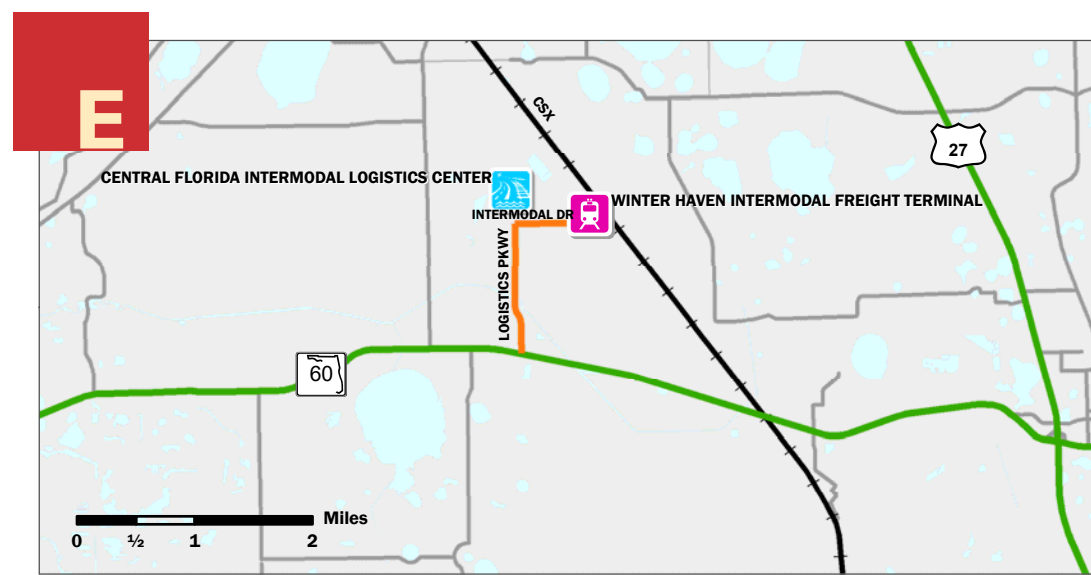 E
CSX
27
CENTRAL FLORIDA INTERMODAL LOGISTICS CENTER
WINTER HAVEN INTERMODAL FREIGHT TERMINAL
INTERMODAL DR
LOGISTICS PKWY
60
Miles
0 ½ 1 2